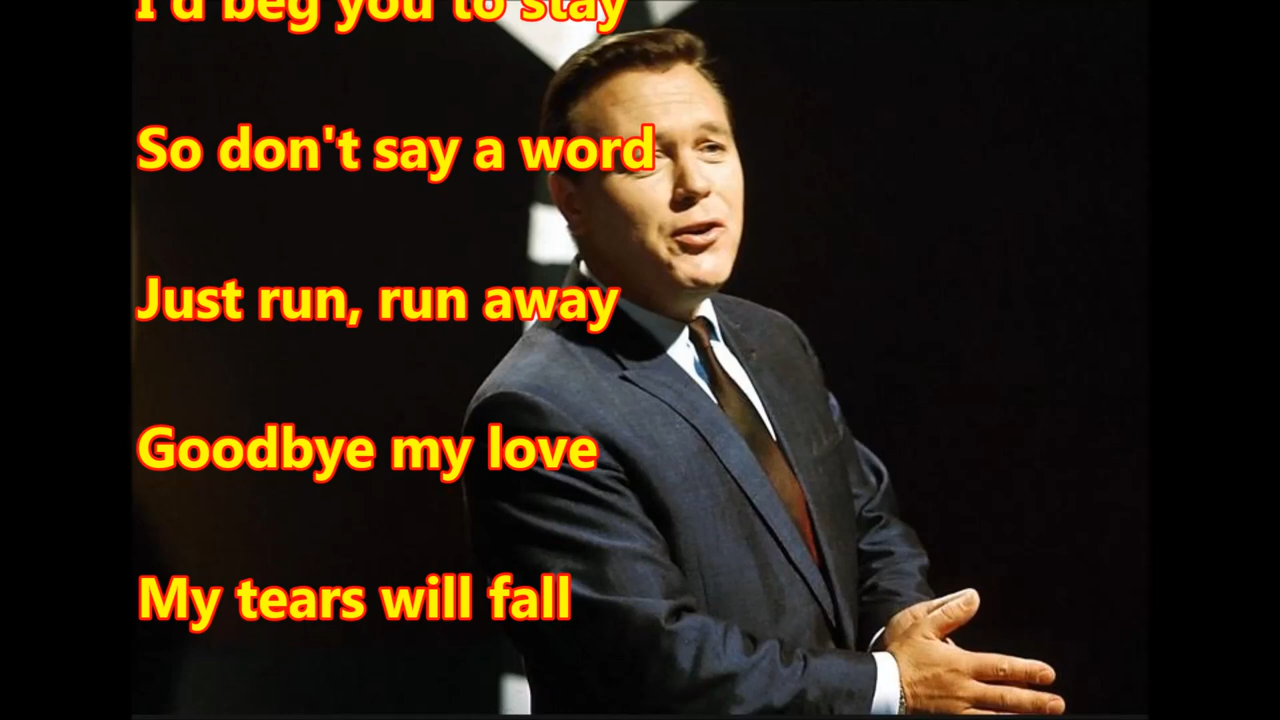 I'd beg you to stay
So don't say a word
Just run, run away
Goodbye my love
My tears will fall